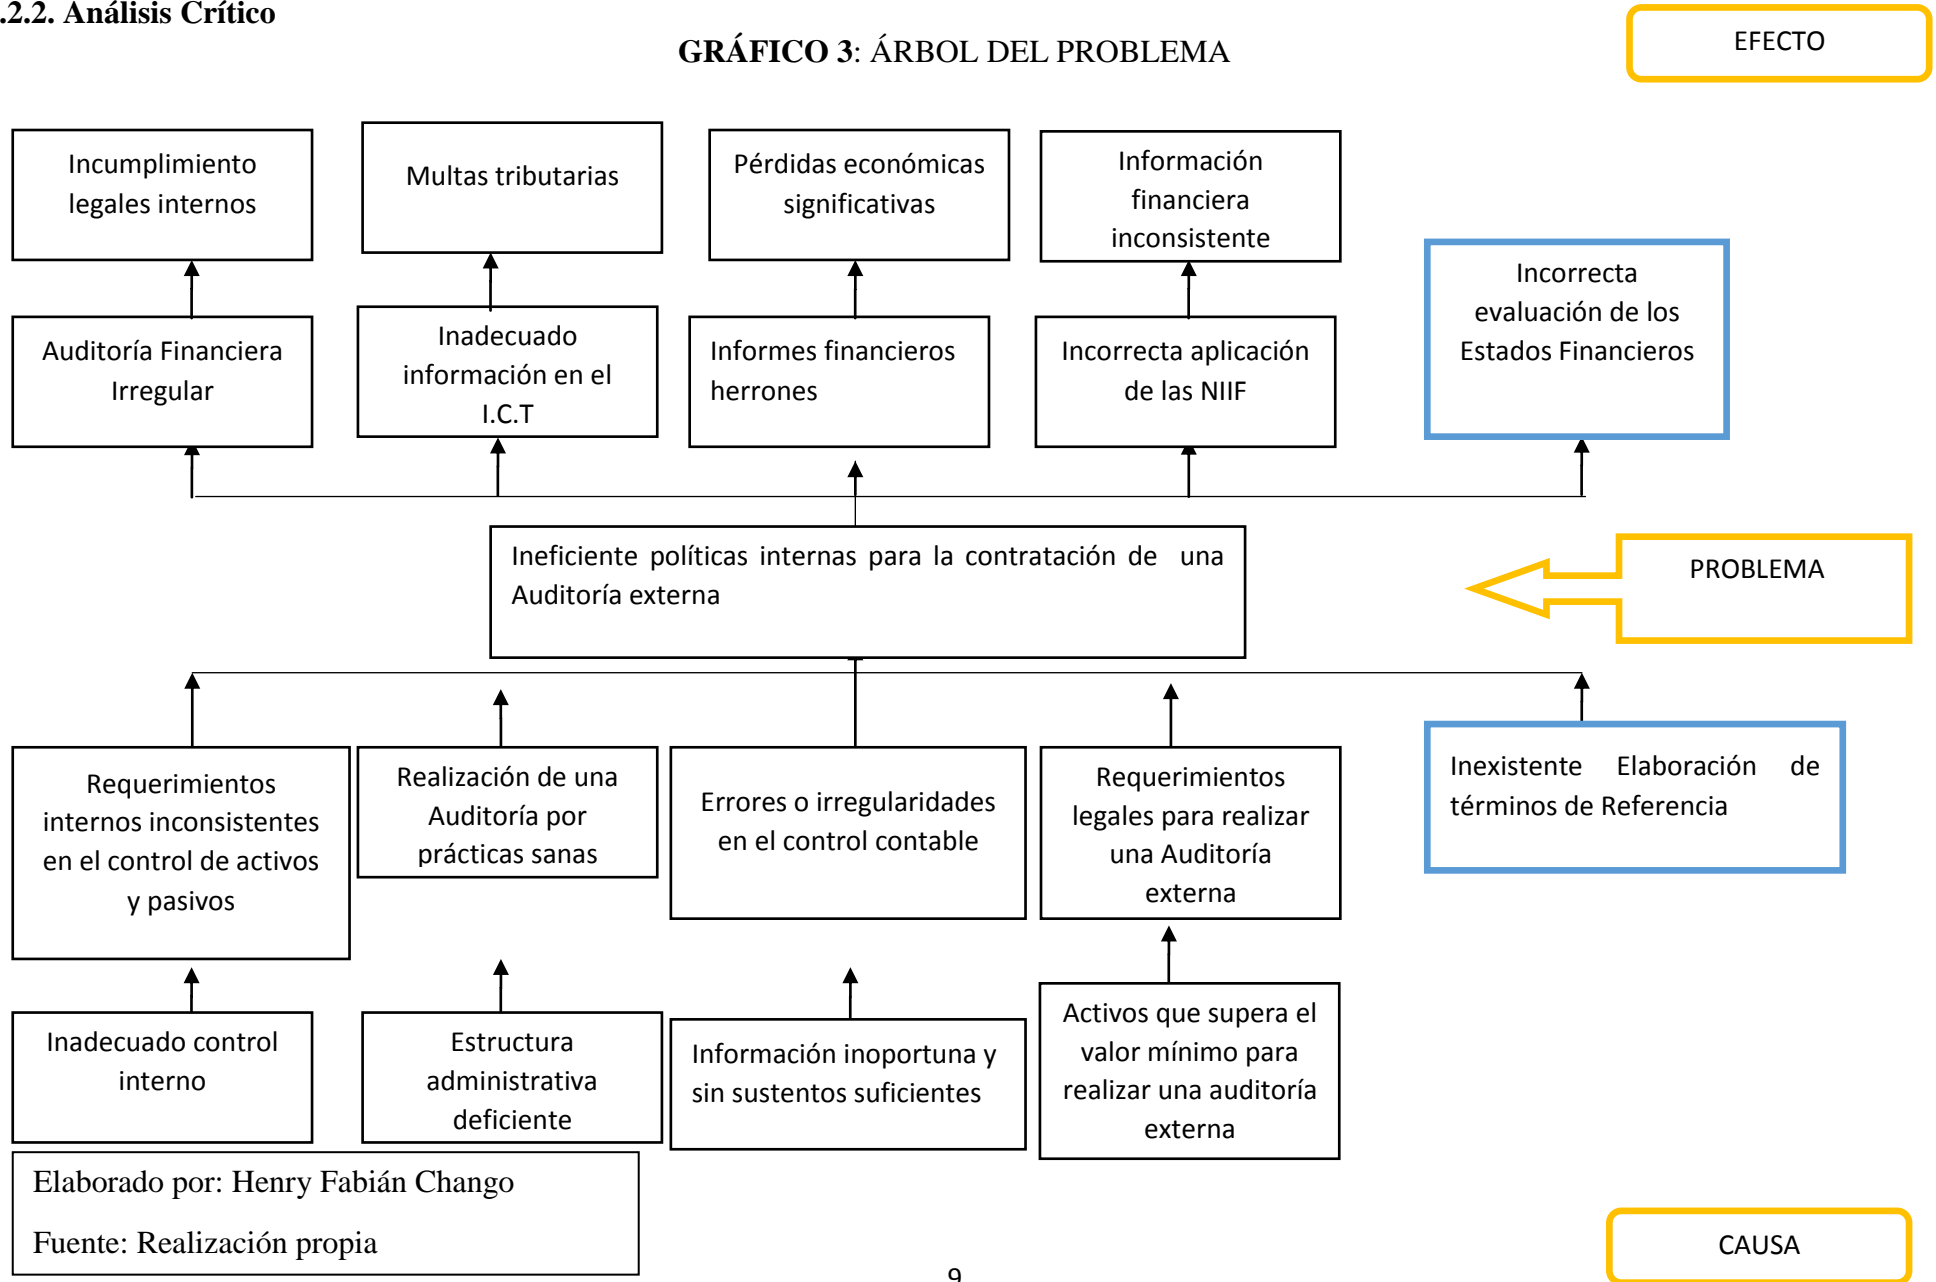 .2.2. Análisis Crítico
GRÁFICO 3: ÁRBOL DEL PROBLEMA
EFECTO
Incumplimiento
legales internos
Multas tributarias
Pérdidas económicas
significativas
Información
financiera
inconsistente
Auditoría Financiera
Irregular
Inadecuado
información en el
I.C.T
Informes financieros
herrones
Incorrecta aplicación
de las NIIF
Incorrecta
evaluación de los
Estados Financieros
Ineficiente políticas internas para la contratación de una
Auditoría externa
PROBLEMA
Requerimientos
internos inconsistentes
en el control de activos
y pasivos
Realización de una
Auditoría por
prácticas sanas
Errores o irregularidades
en el control contable
Requerimientos
legales para realizar
una Auditoría
externa
Inexistente Elaboración de
términos de Referencia
Inadecuado control
interno
Estructura
administrativa
deficiente
Información inoportuna y
sin sustentos suficientes
Activos que supera el
valor mínimo para
realizar una auditoría
externa
Elaborado por: Henry Fabián Chango
Fuente: Realización propia
CAUSA
9